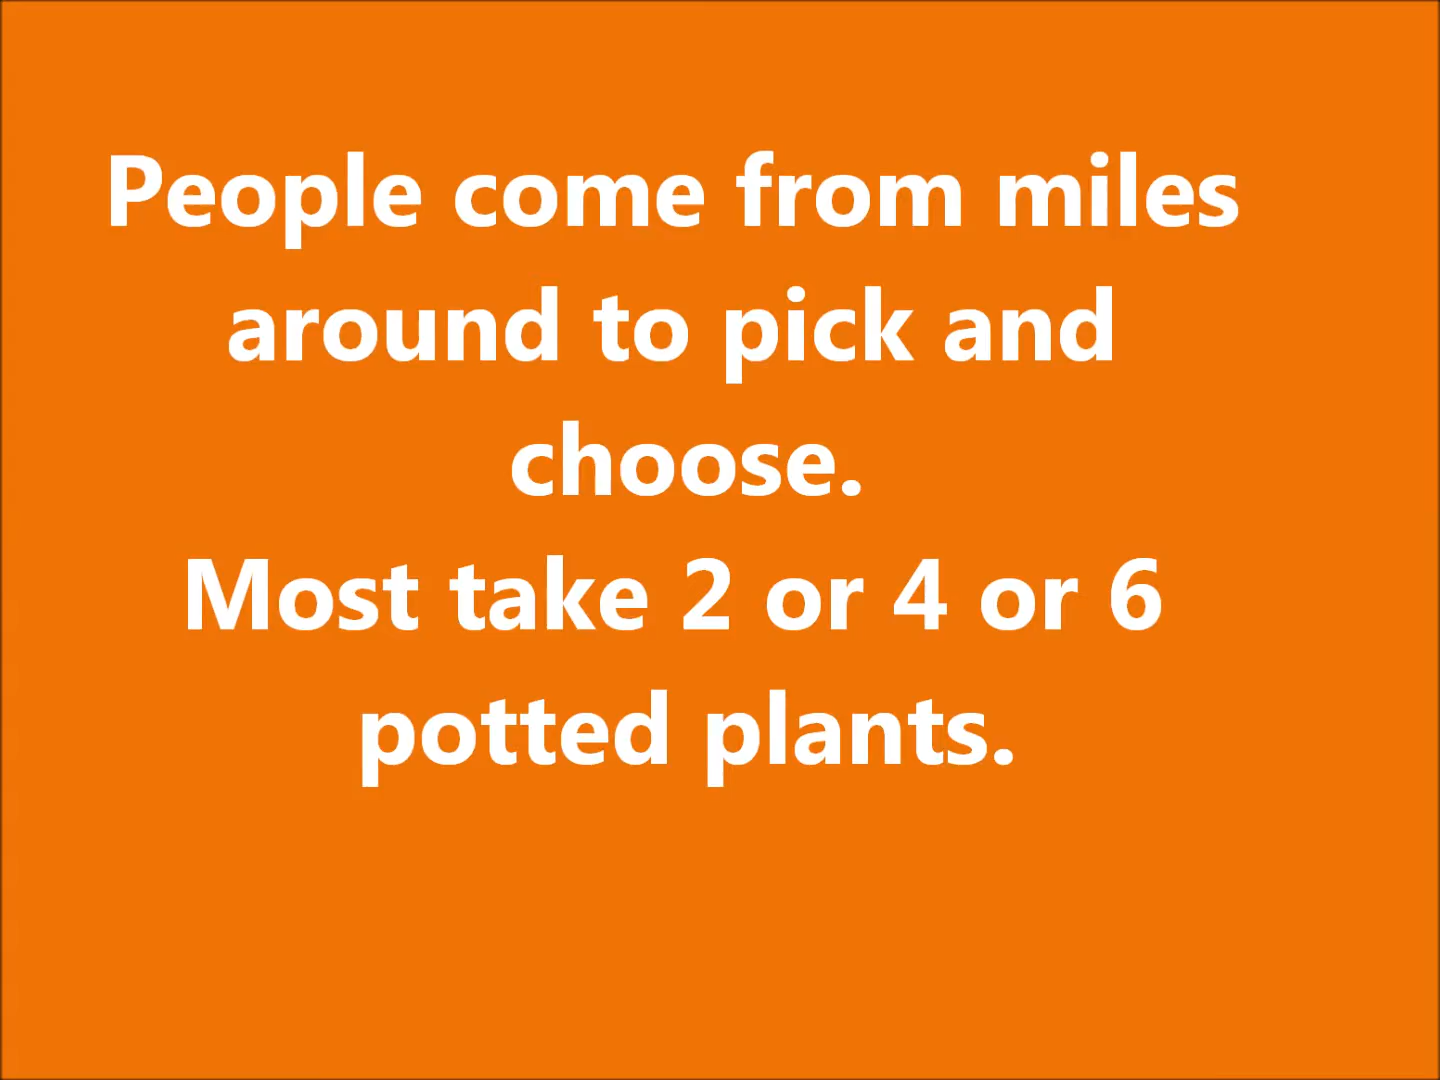 People come from miles
around to pick and
choose.
Most take 2 or 4 or 6
potted plants.